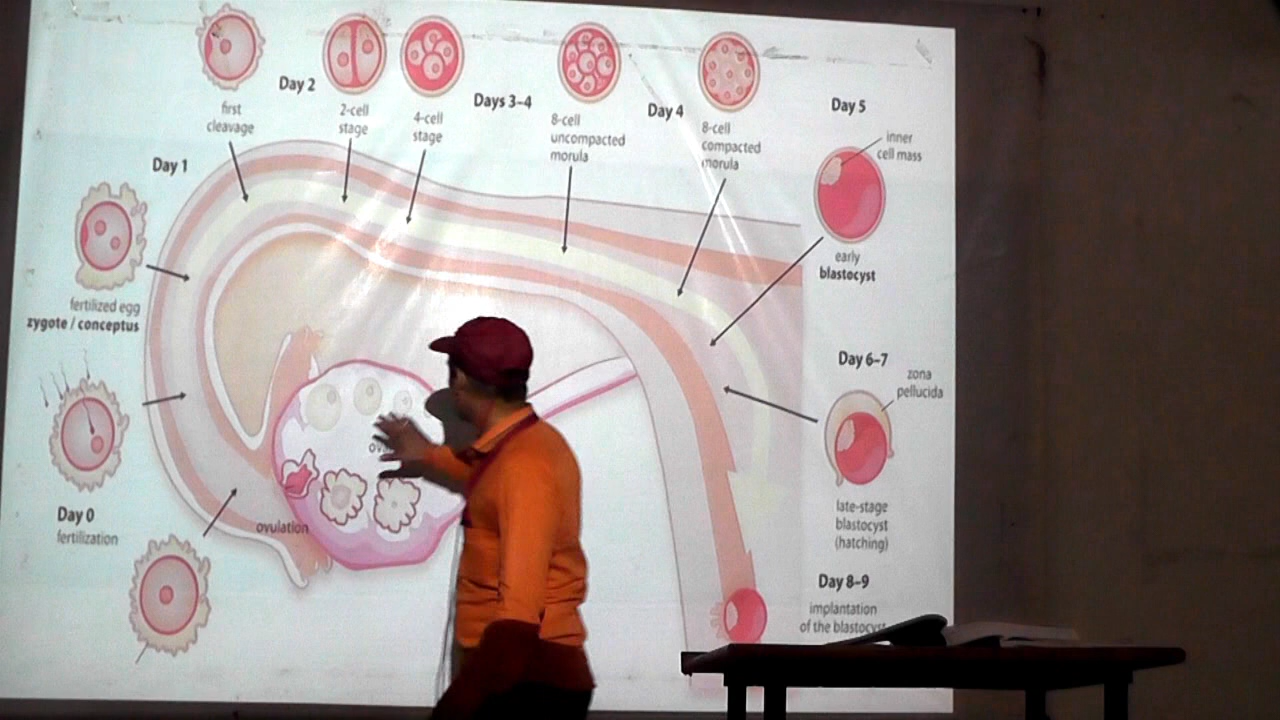 Day 2
first
cleavage
2-cell
stage
4-cell
stage
Days 3–4
8-cell
uncompacted
morula
Day 4
8-cell
compacted
morula
Day 5
inner
cell mass
early
blastocyst
Day 1
fertilized egg
zygote / conceptus
Day 0
fertilization
ovulation
Day 6–7
zona
pellucida
late-stage
blastocyst
(hatching)
Day 8–9
implantation
of the blastocyst